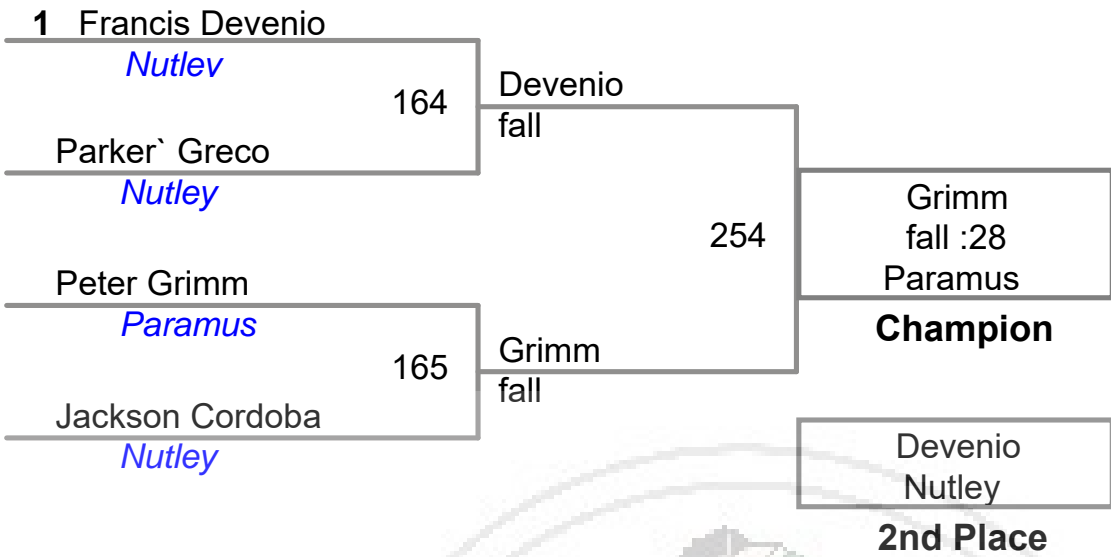 1 Francis Devenio
Nutlev
164
Devenio
fall
Parker` Greco
Nutley
254
Grimm
fall :28
Paramus
Champion
Peter Grimm
Paramus
165
Grimm
fall
Jackson Cordoba
Nutley
Devenio
Nutley
2nd Place